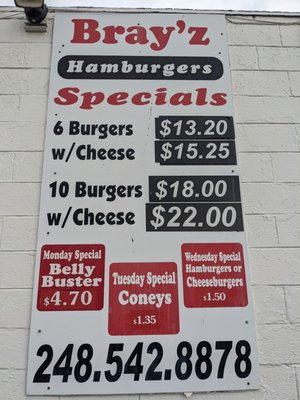 Bray'z
Hamburgers
Specials
6 Burgers $13.20
w/Cheese $15.25
10 Burgers $18.00
w/Cheese $22.00
Monday Special
Belly
Buster
$4.70
Tuesday Special
Coneys
$1.35
Wednesday Special
Hamburgers or
Cheeseburgers
$1.50
248.542.8878